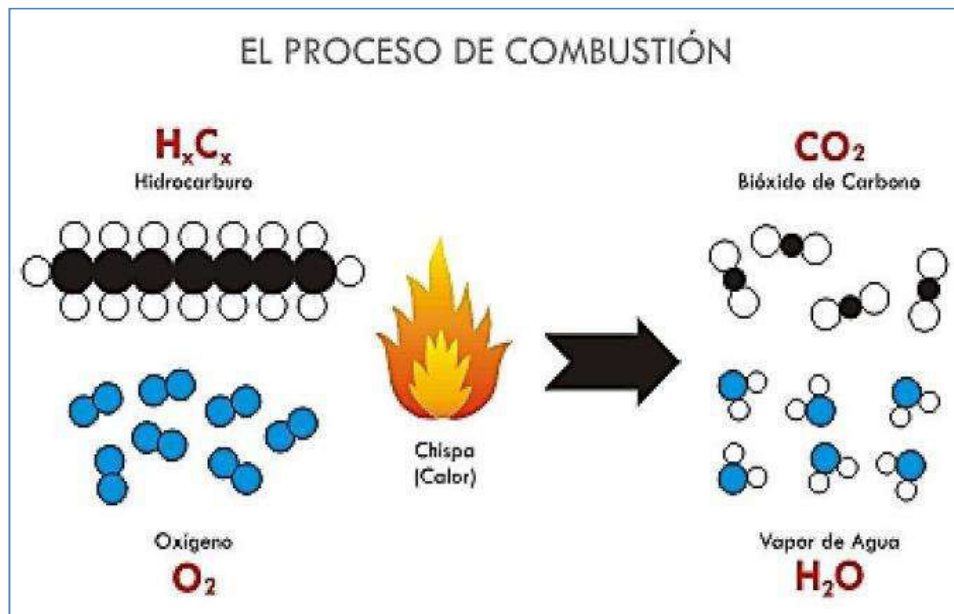 EL PROCESO DE COMBUSTIÓN
HₓCₓ
Hidrocarburo
CO₂
Bióxido de Carbono
Chispa
(Calor)
Oxígeno
O₂
Vapor de Agua
H₂O